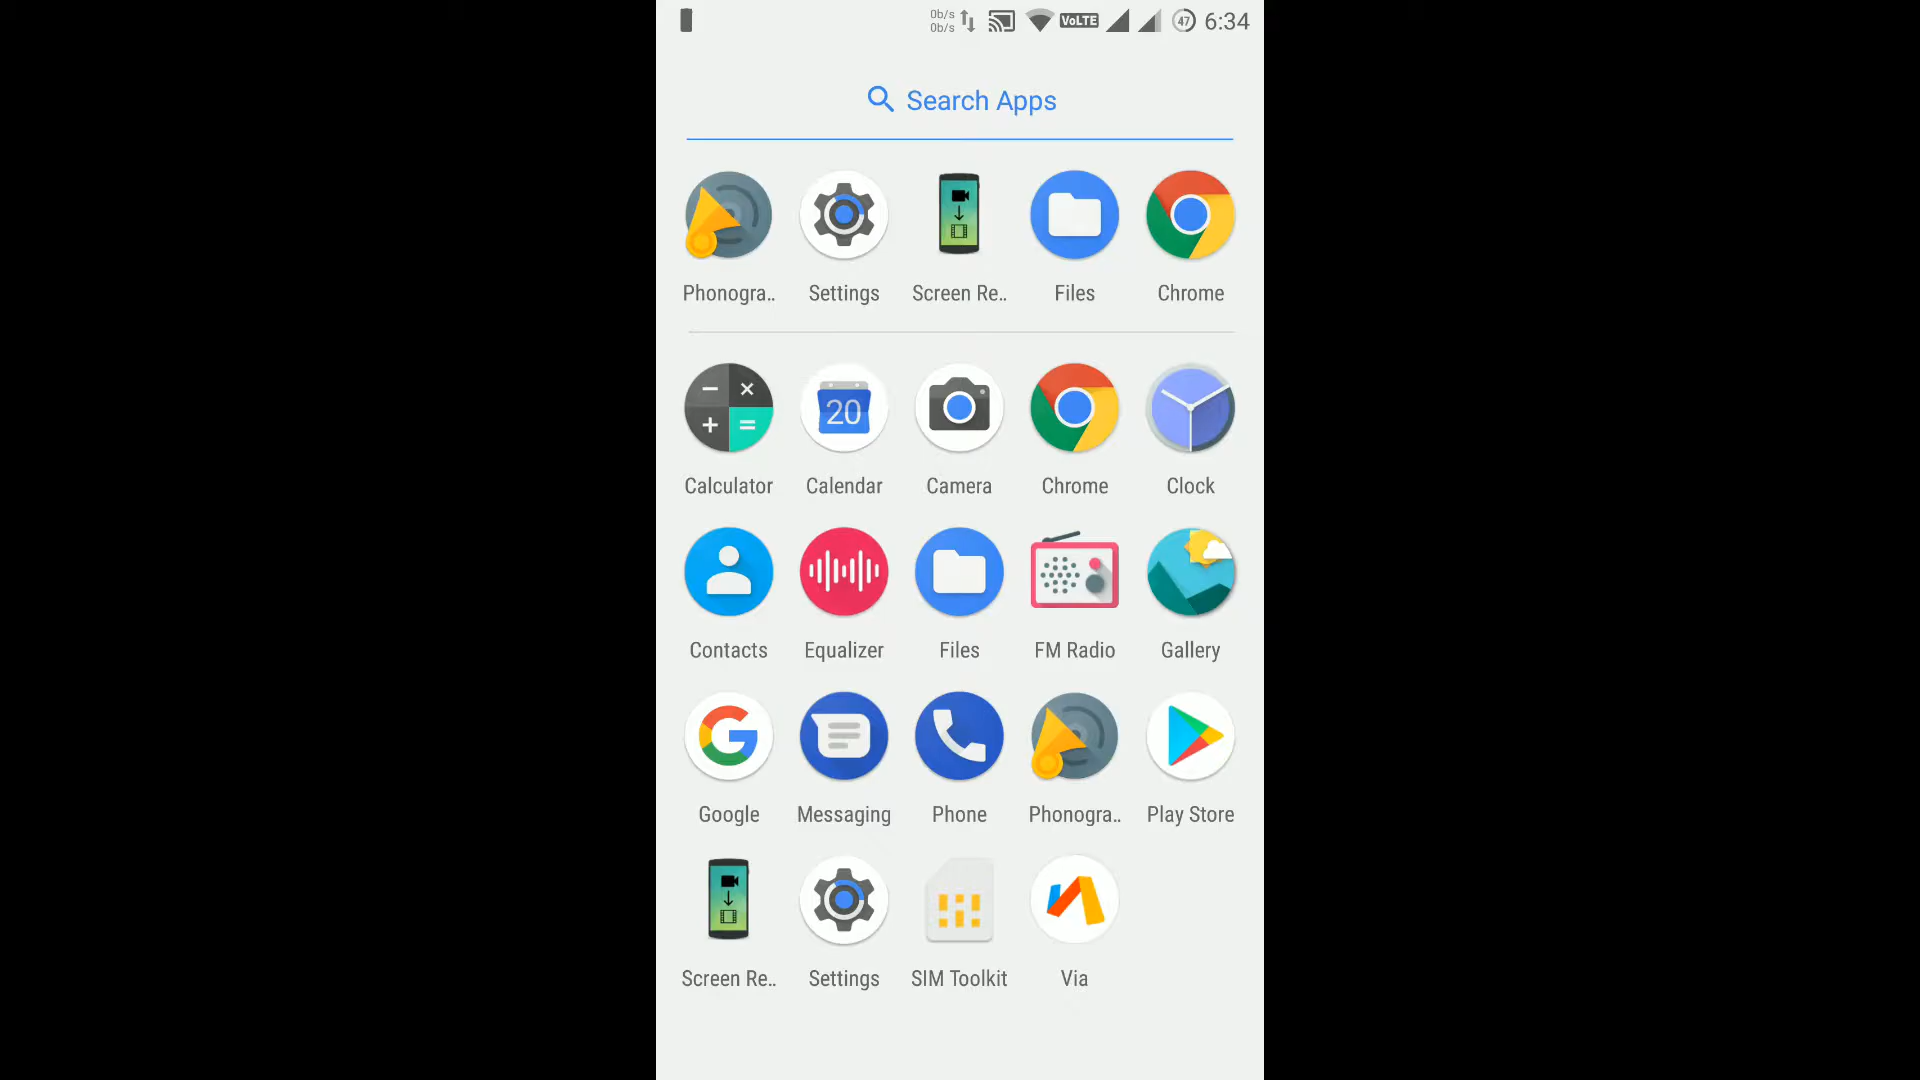 0b/s
0b/s
VoLTE
47
6:34
Search Apps
Phonogra..
Settings
Screen Re..
Files
Chrome
20
Calculator
Calendar
Camera
Chrome
Clock
Contacts
Equalizer
Files
FM Radio
Gallery
G
Google
Messaging
Phone
Phonogra..
Play Store
Screen Re..
Settings
SIM Toolkit
Via